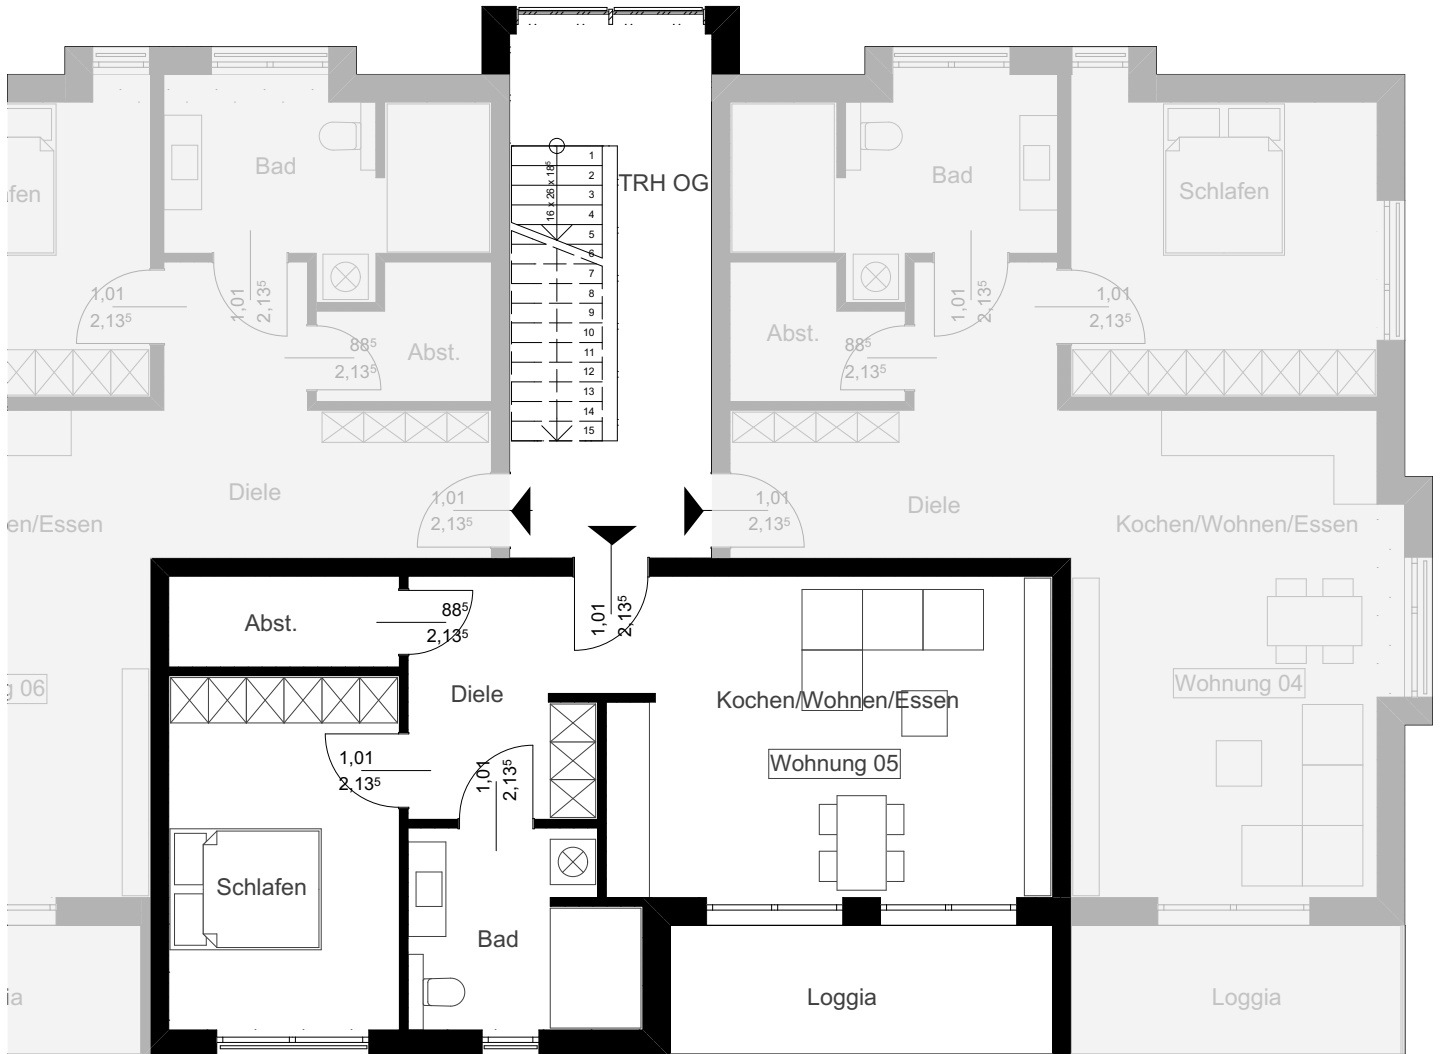 Bad
TRH OG
Bad
Schlafen
fen
16 x 26 x 18⁵
1
2
3
4
5
6
7
8
9
10
11
12
13
14
15
1,01
2,13⁵
1,01
2,13⁵
88⁵
2,13⁵
Abst.
Abst.
88⁵
2,13⁵
1,01
2,13⁵
1,01
2,13⁵
Diele
1,01
2,13⁵
1,01
2,13⁵
Diele
en/Essen
Kochen/Wohnen/Essen
Abst.
88⁵
2,13⁵
1,01
2,13⁵
g 06
Diele
Kochen/Wohnen/Essen
Wohnung 04
1,01
2,13⁵
1,01
2,13⁵
Wohnung 05
Schlafen
Bad
ia
Loggia
Loggia